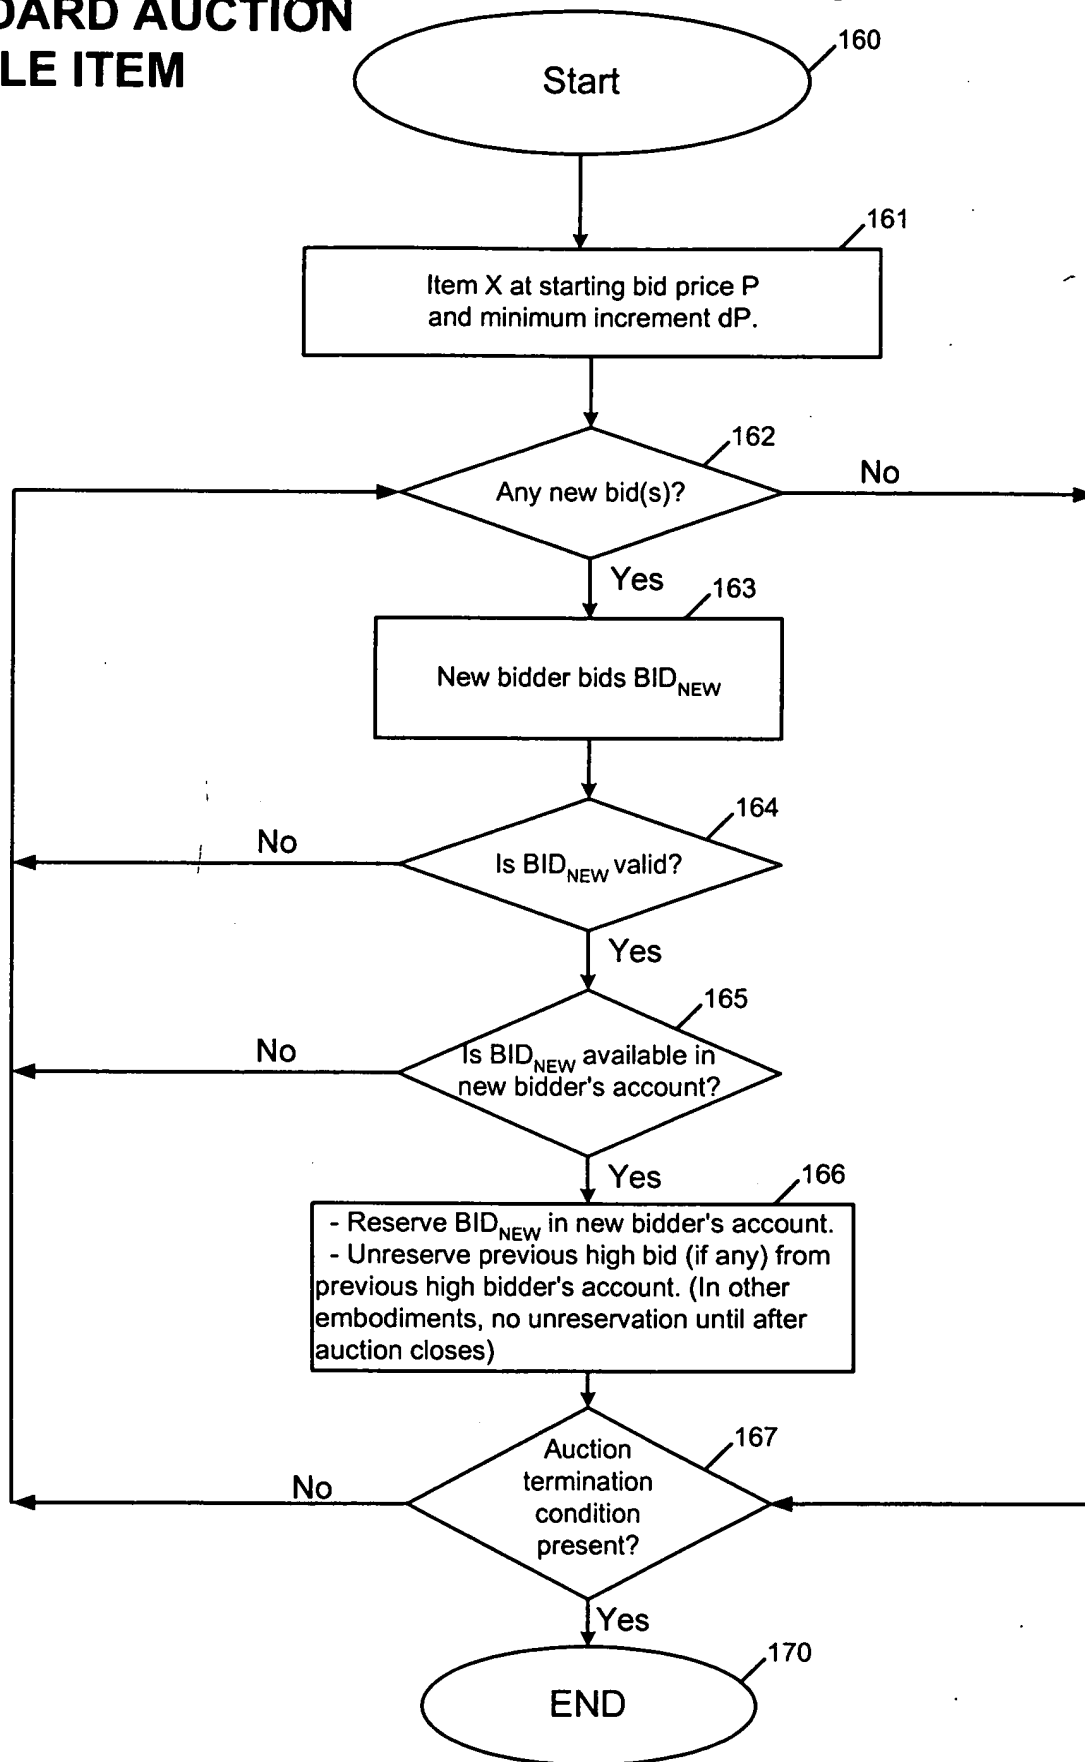 DARD AUCTION
LE ITEM
160
Start
161
Item X at starting bid price P
and minimum increment dP.
162
Any new bid(s)?
No
Yes
163
New bidder bids BIDNEW
164
Is BIDNEW valid?
No
Yes
165
Is BIDNEW available in
new bidder's account?
No
Yes
166
- Reserve BIDNEW in new bidder's account.
- Unreserve previous high bid (if any) from
previous high bidder's account. (In other
embodiments, no unreservation until after
auction closes)
167
Auction
termination
condition
present?
No
Yes
170
END